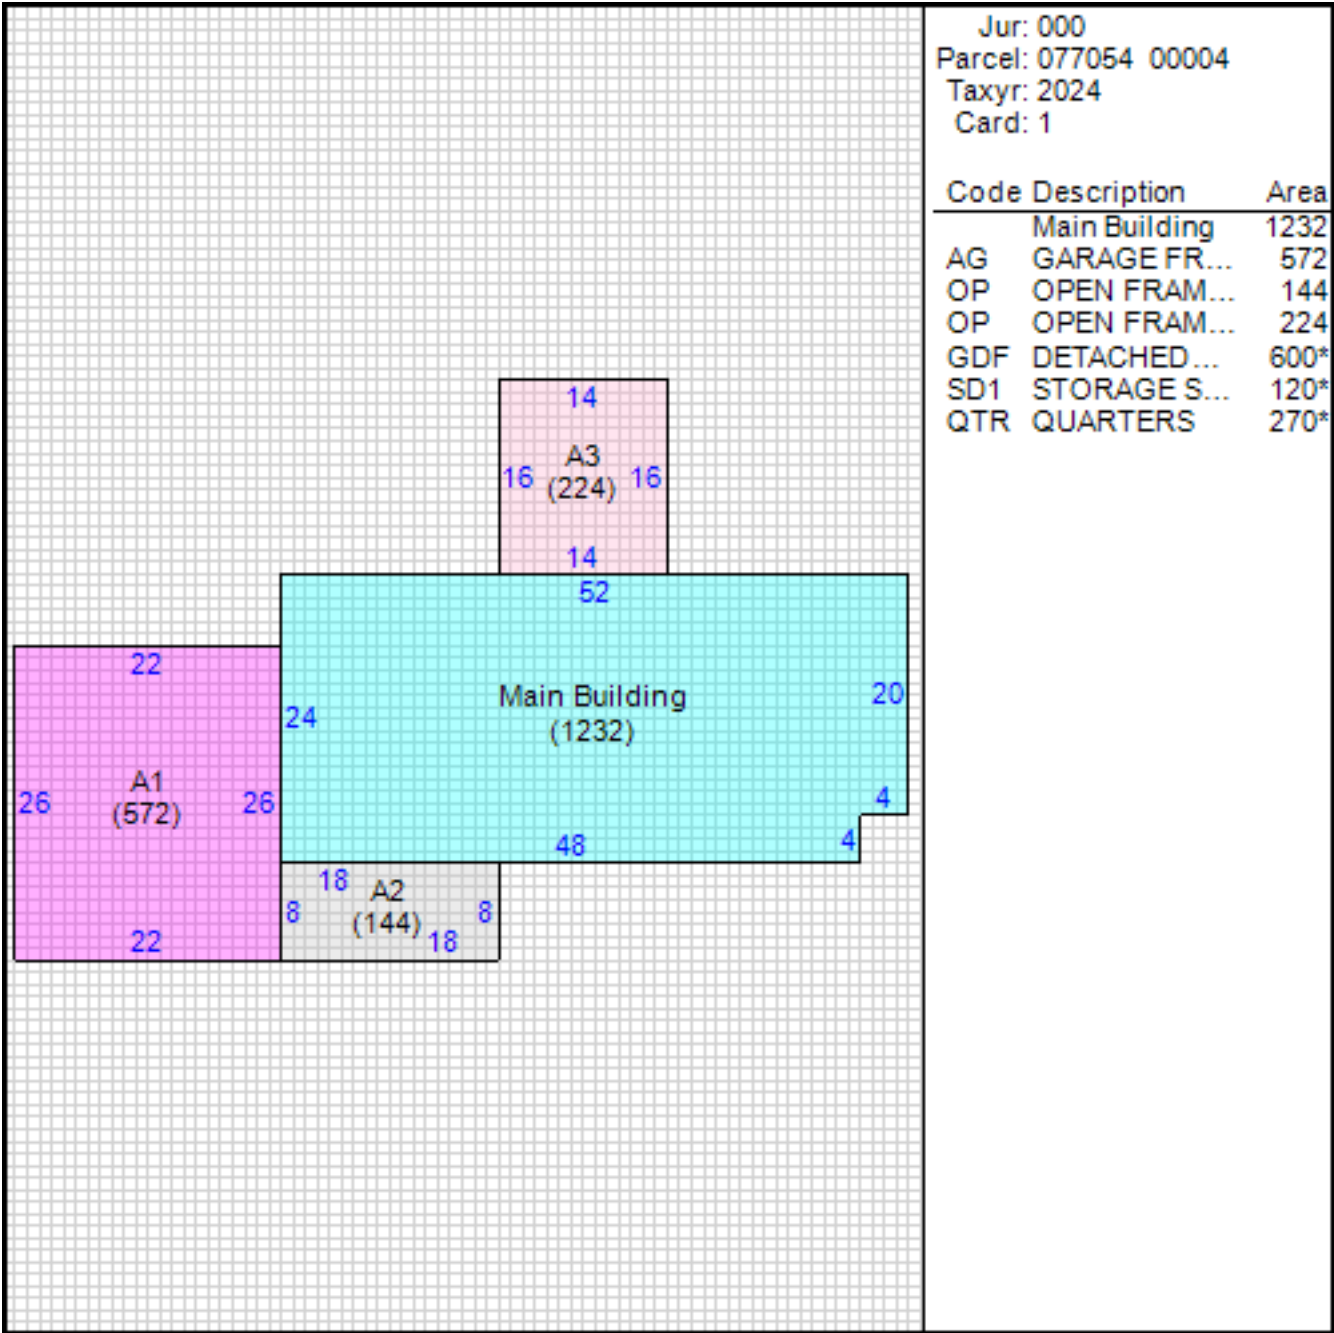 Jur: 000
Parcel: 077054 00004
Taxyr: 2024
Card: 1
Code Description Area
Main Building 1232
AG GARAGE FR... 572
OP OPEN FRAM... 144
OP OPEN FRAM... 224
GDF DETACHED... 600*
SD1 STORAGE S... 120*
QTR QUARTERS 270*
14
A3
16 (224) 16
14
52
22
Main Building
(1232)
20
24
A1
(572)
26 26
4
4
48
18 A2
8 (144) 8
18
22